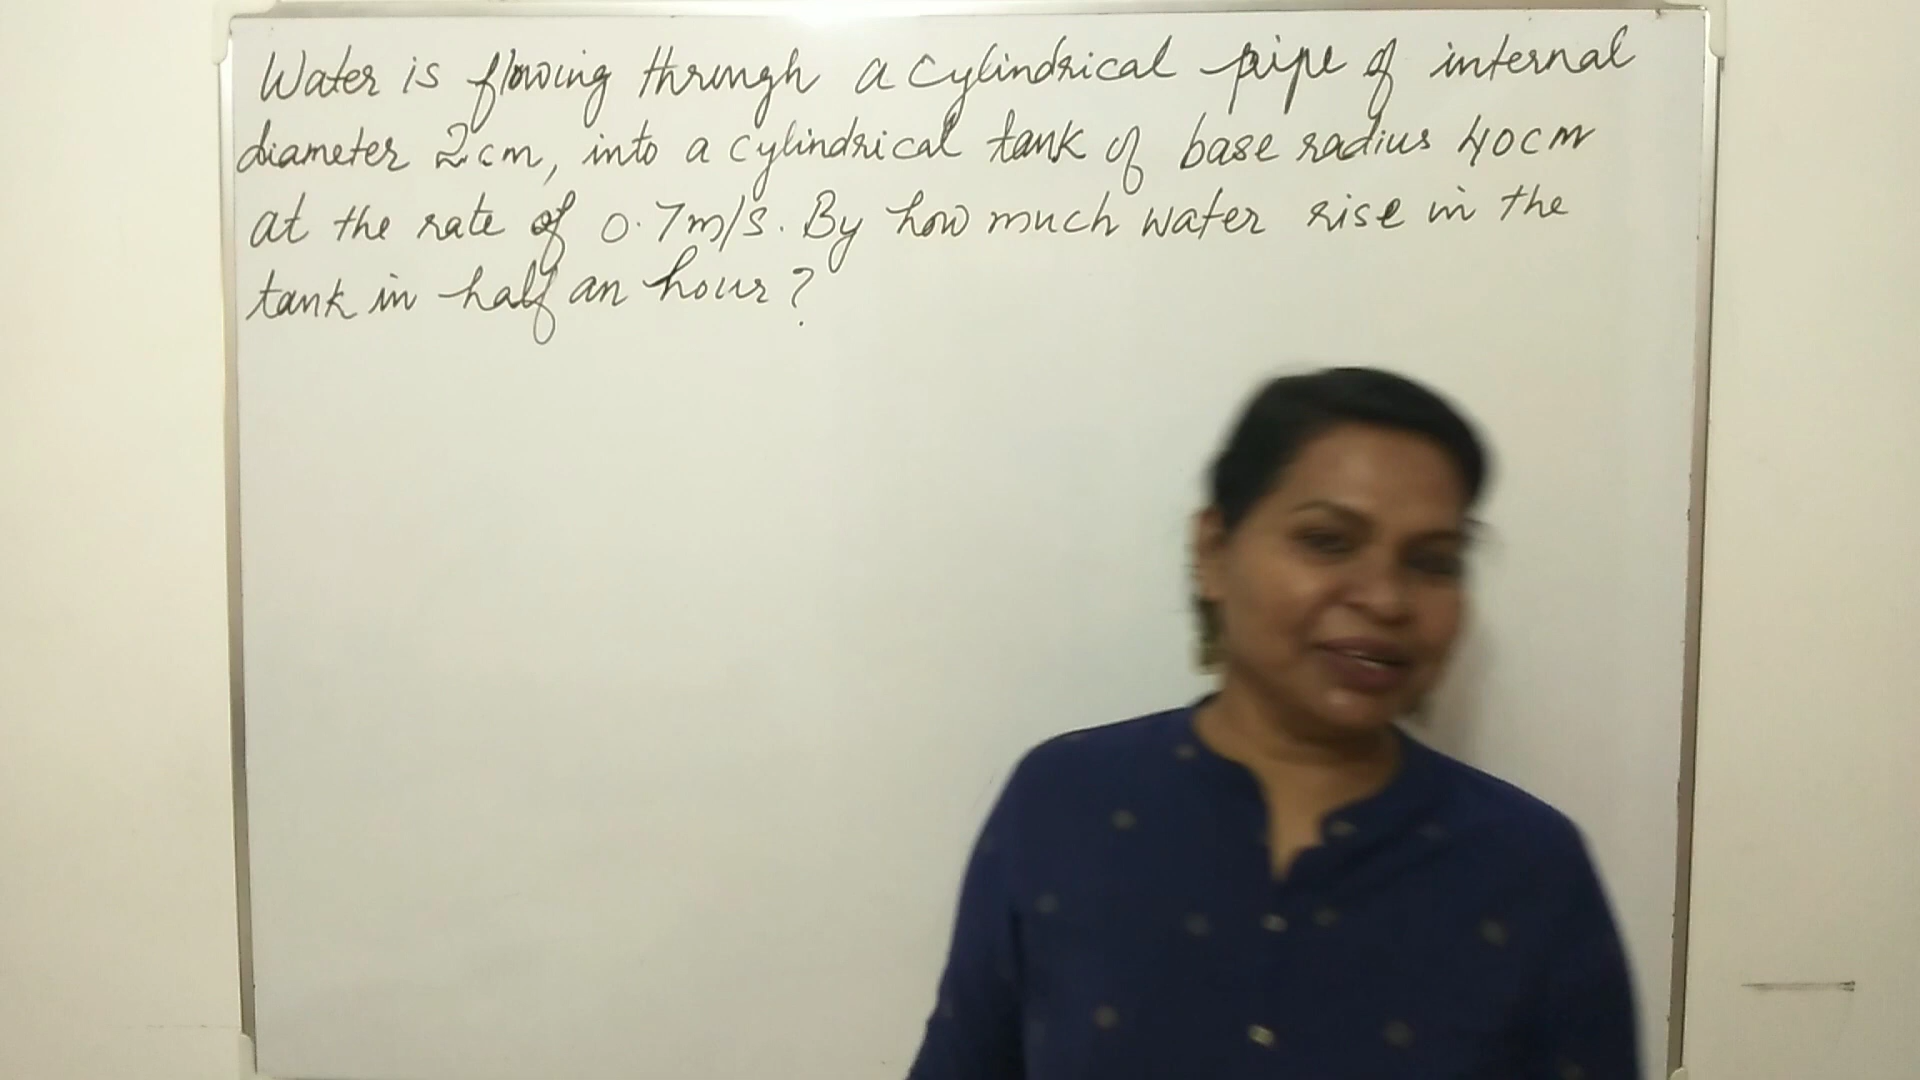 Water is flowing through a cylindrical pipe of internal
diameter 2cm, into a cylindrical tank of base radius 40cm
at the rate of 0.7m/s. By how much water rise in the
tank in half an hour?